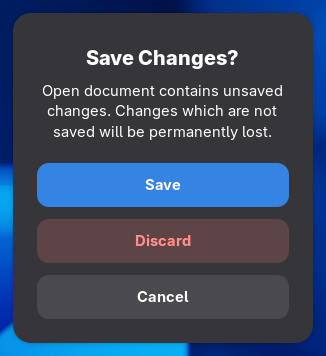 Save Changes?
Open document contains unsaved
changes. Changes which are not
saved will be permanently lost.
Save
Discard
Cancel